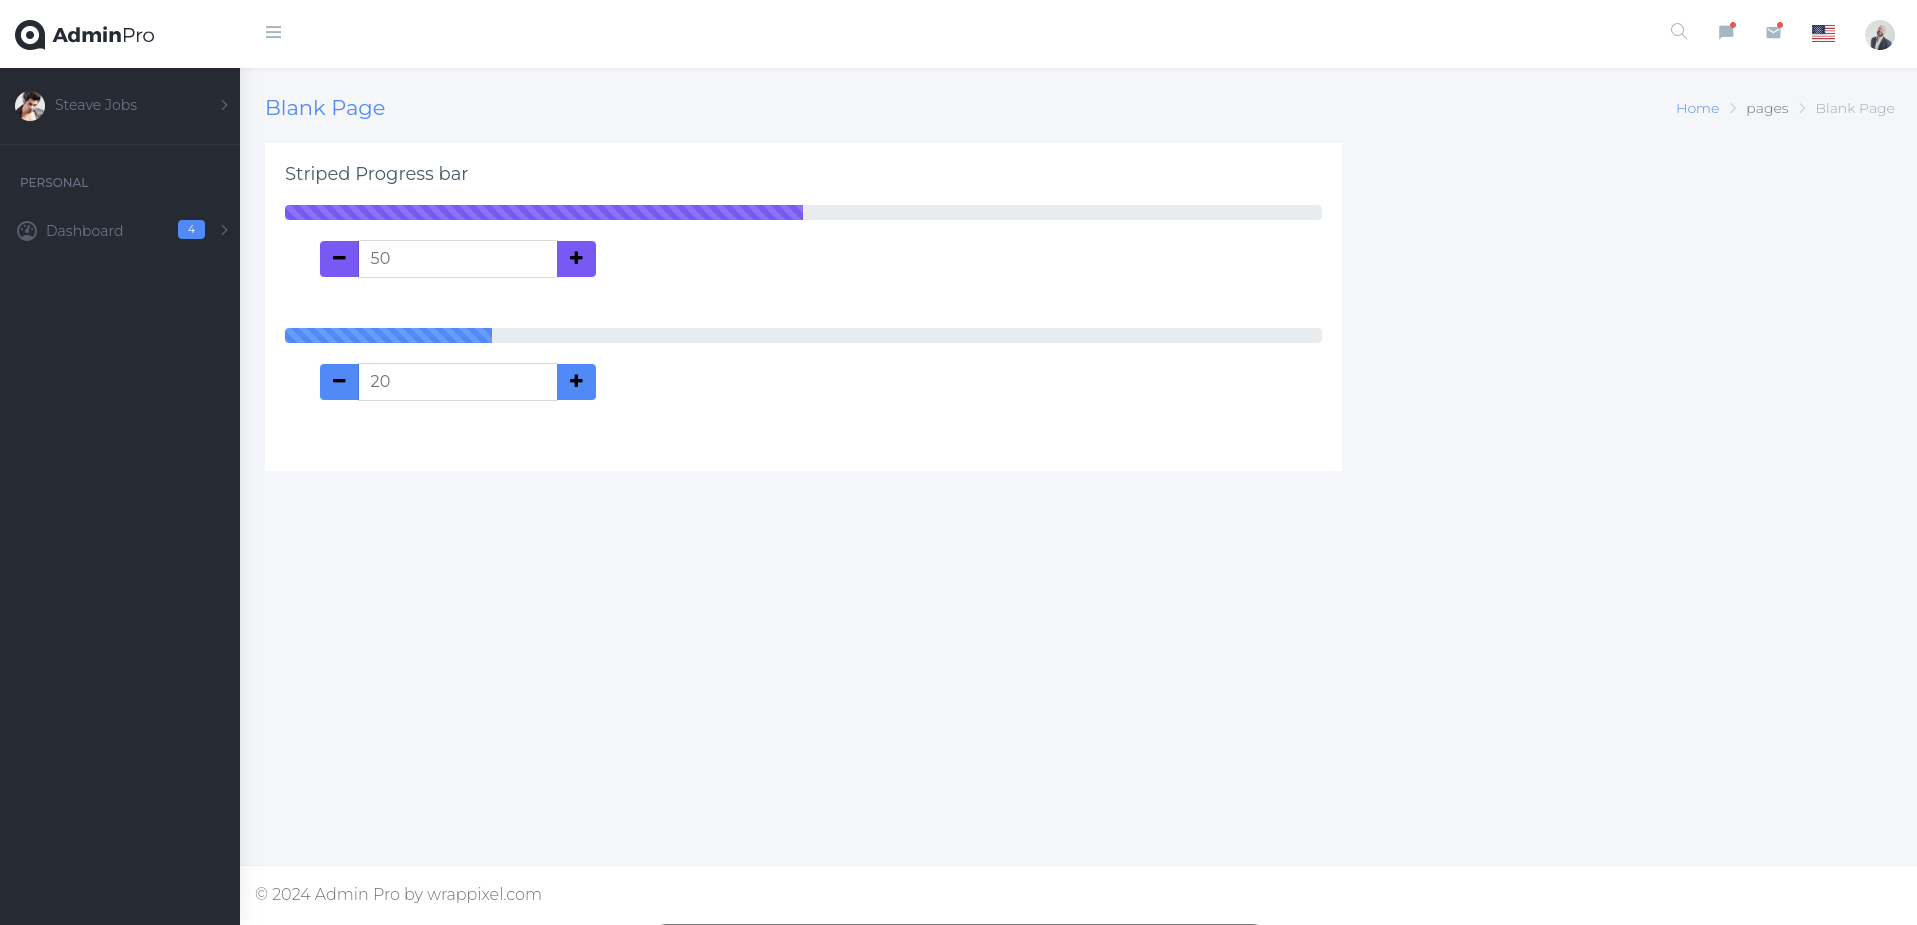 AdminPro
Steave Jobs
PERSONAL
Dashboard 4
Blank Page
Home pages Blank Page
Striped Progress bar
50
20
© 2024 Admin Pro by wrappixel.com